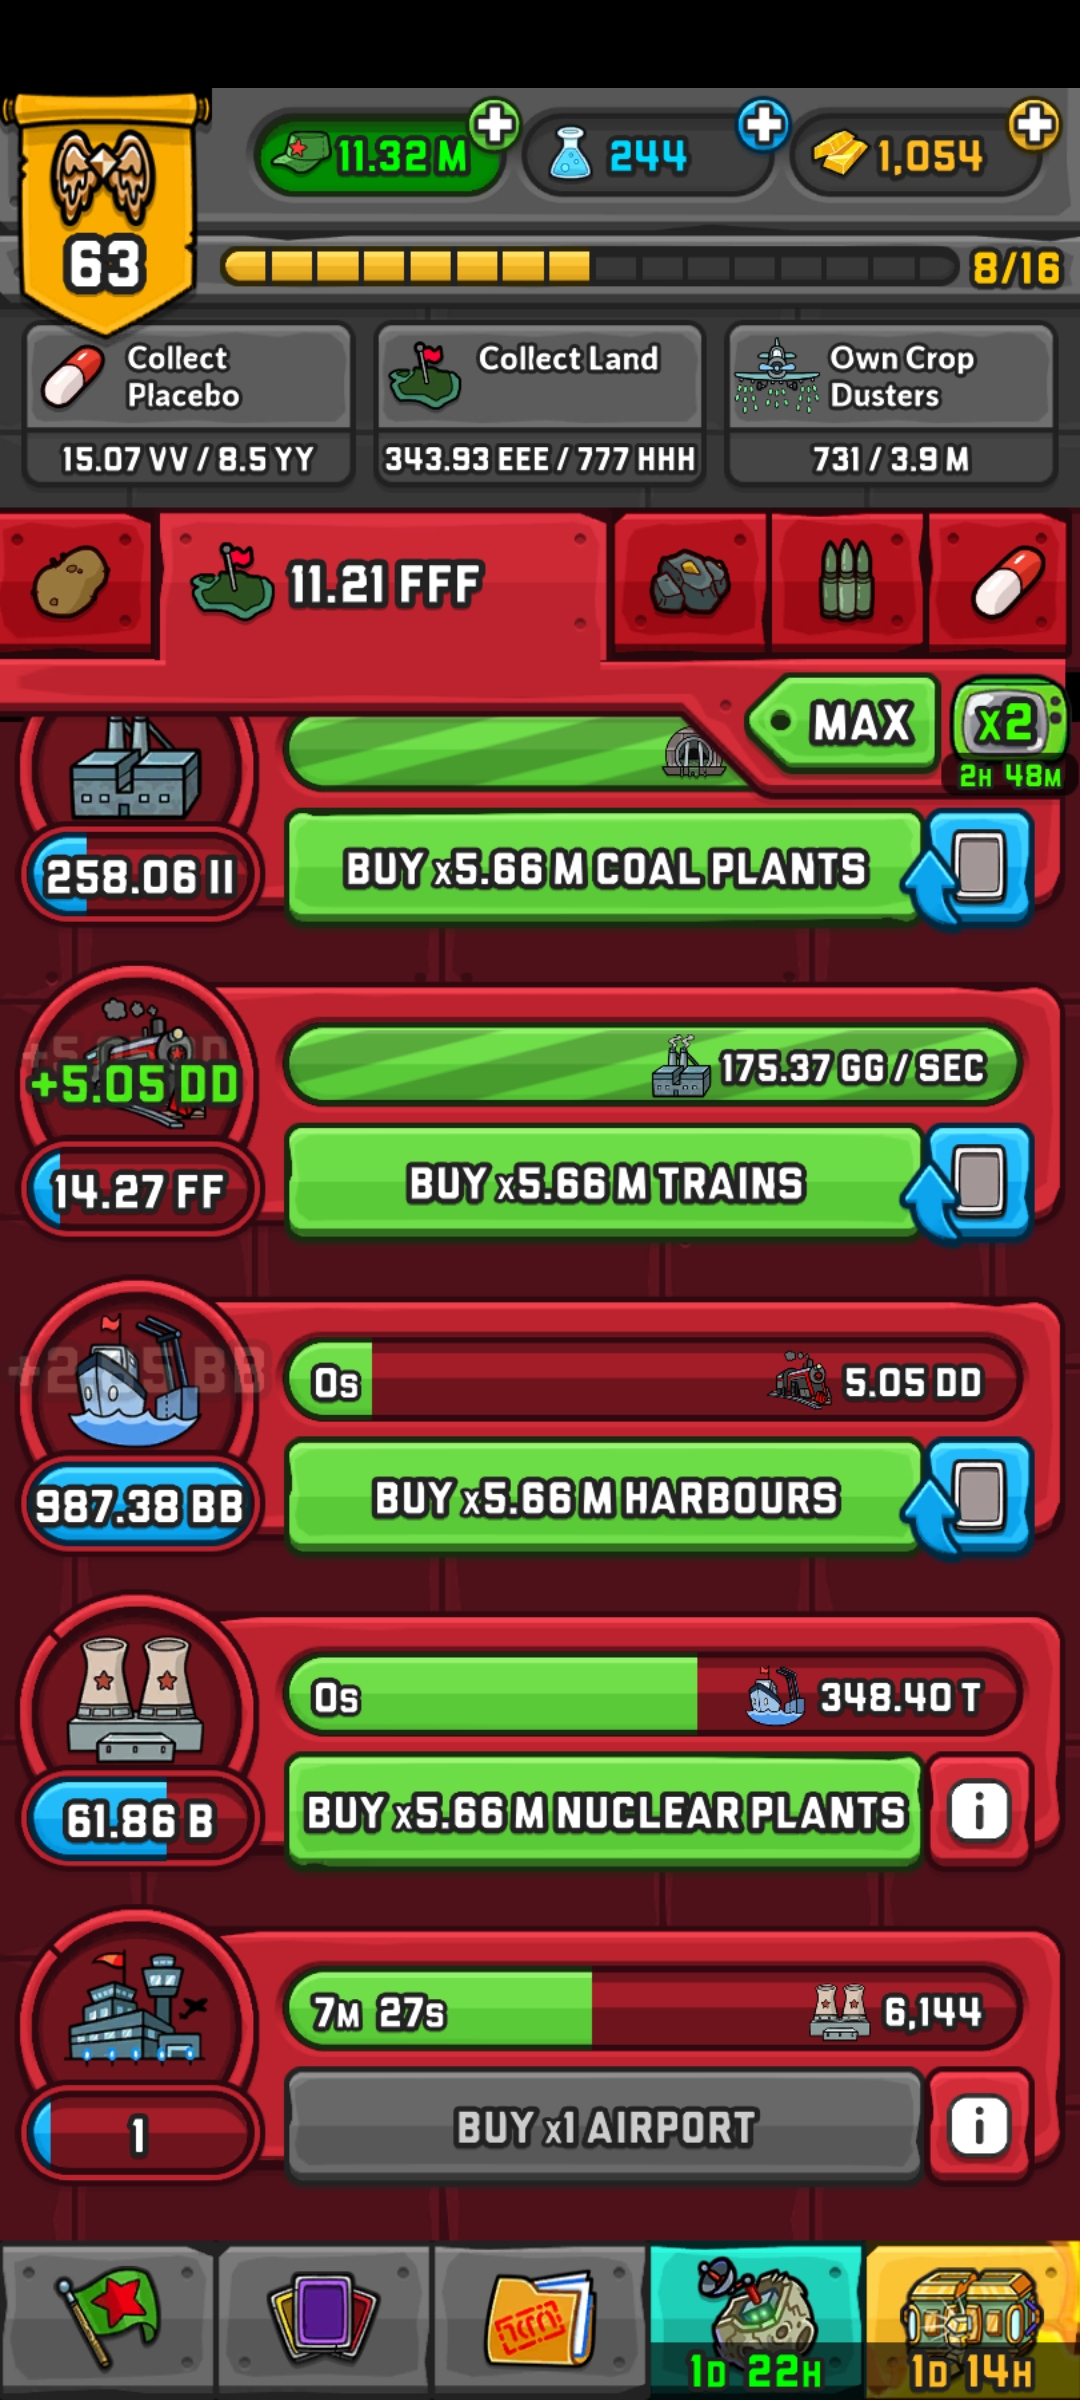 11.32 M
244
1,054
63
8/16
Collect
Placebo
15.07 VV / 8.5 YY
Collect Land
343.93 EEE / 777 HHH
Own Crop
Dusters
731 / 3.9 M
11.21 FFF
MAX
x2
2H 48M
258.06 II
BUY x5.66 M COAL PLANTS
+5.05 DD
175.37 GG / SEC
14.27 FF
BUY x5.66 M TRAINS
0s
5.05 DD
987.38 BB
BUY x5.66 M HARBOURS
0s
348.40 T
61.86 B
BUY x5.66 M NUCLEAR PLANTS
7M 27s
6,144
1
BUY x1 AIRPORT
1D 22H
1D 14H